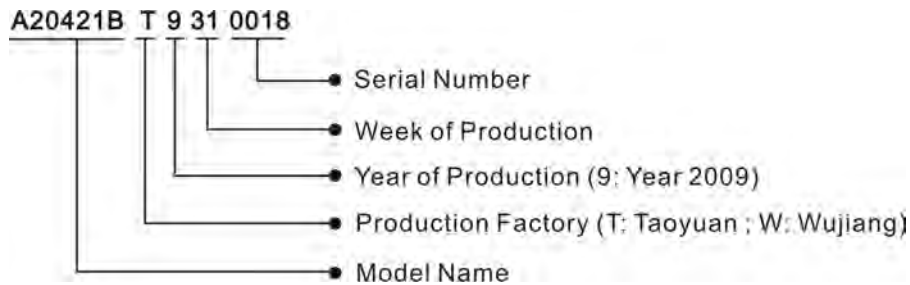 A20421B T 9 31 0018
Serial Number
Week of Production
Year of Production (9: Year 2009)
Production Factory (T: Taoyuan ; W: Wujiang)
Model Name